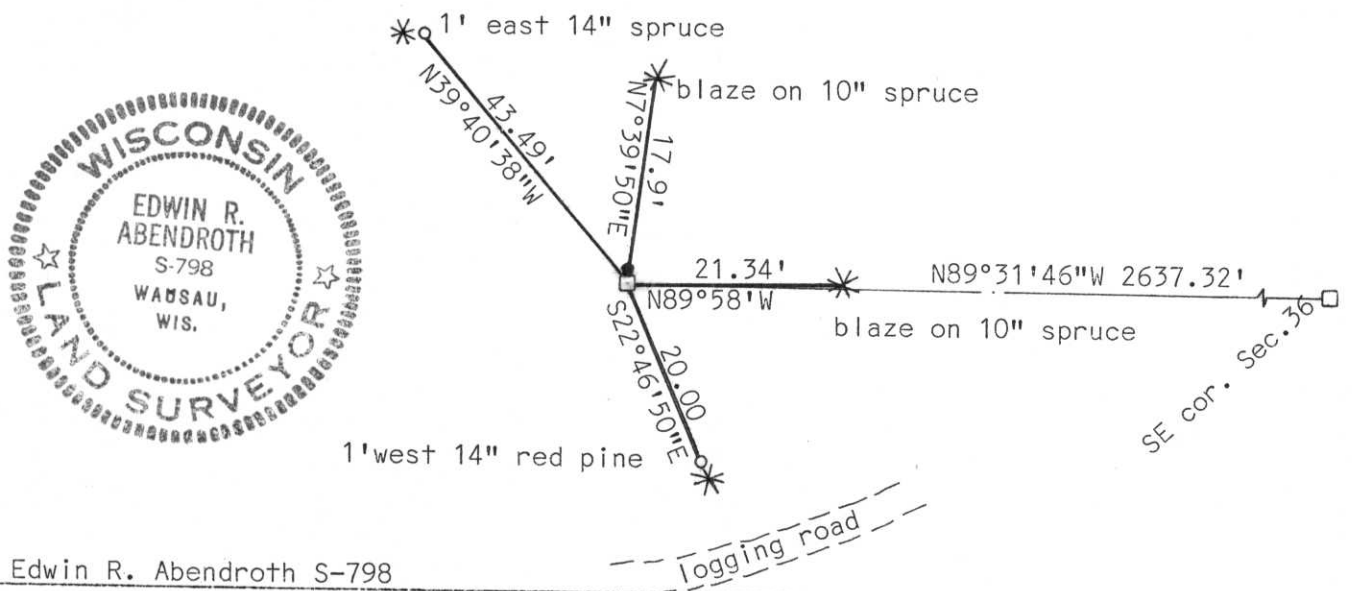 1' east 14" spruce
blaze on 10" spruce
N39°40'38"W
43.49'
N7°39'50"E
17.91'
WISCONSIN
EDWIN R.
ABENDROTH
S-798
WAUSAU,
WIS.
LAND SURVEYOR
21.34'
N89°58'W
N89°31'46"W 2637.32'
blaze on 10" spruce
SE cor. Sec.36
S22°46'50"E
20.00
1'west 14" red pine
logging road
Edwin R. Abendroth S-798